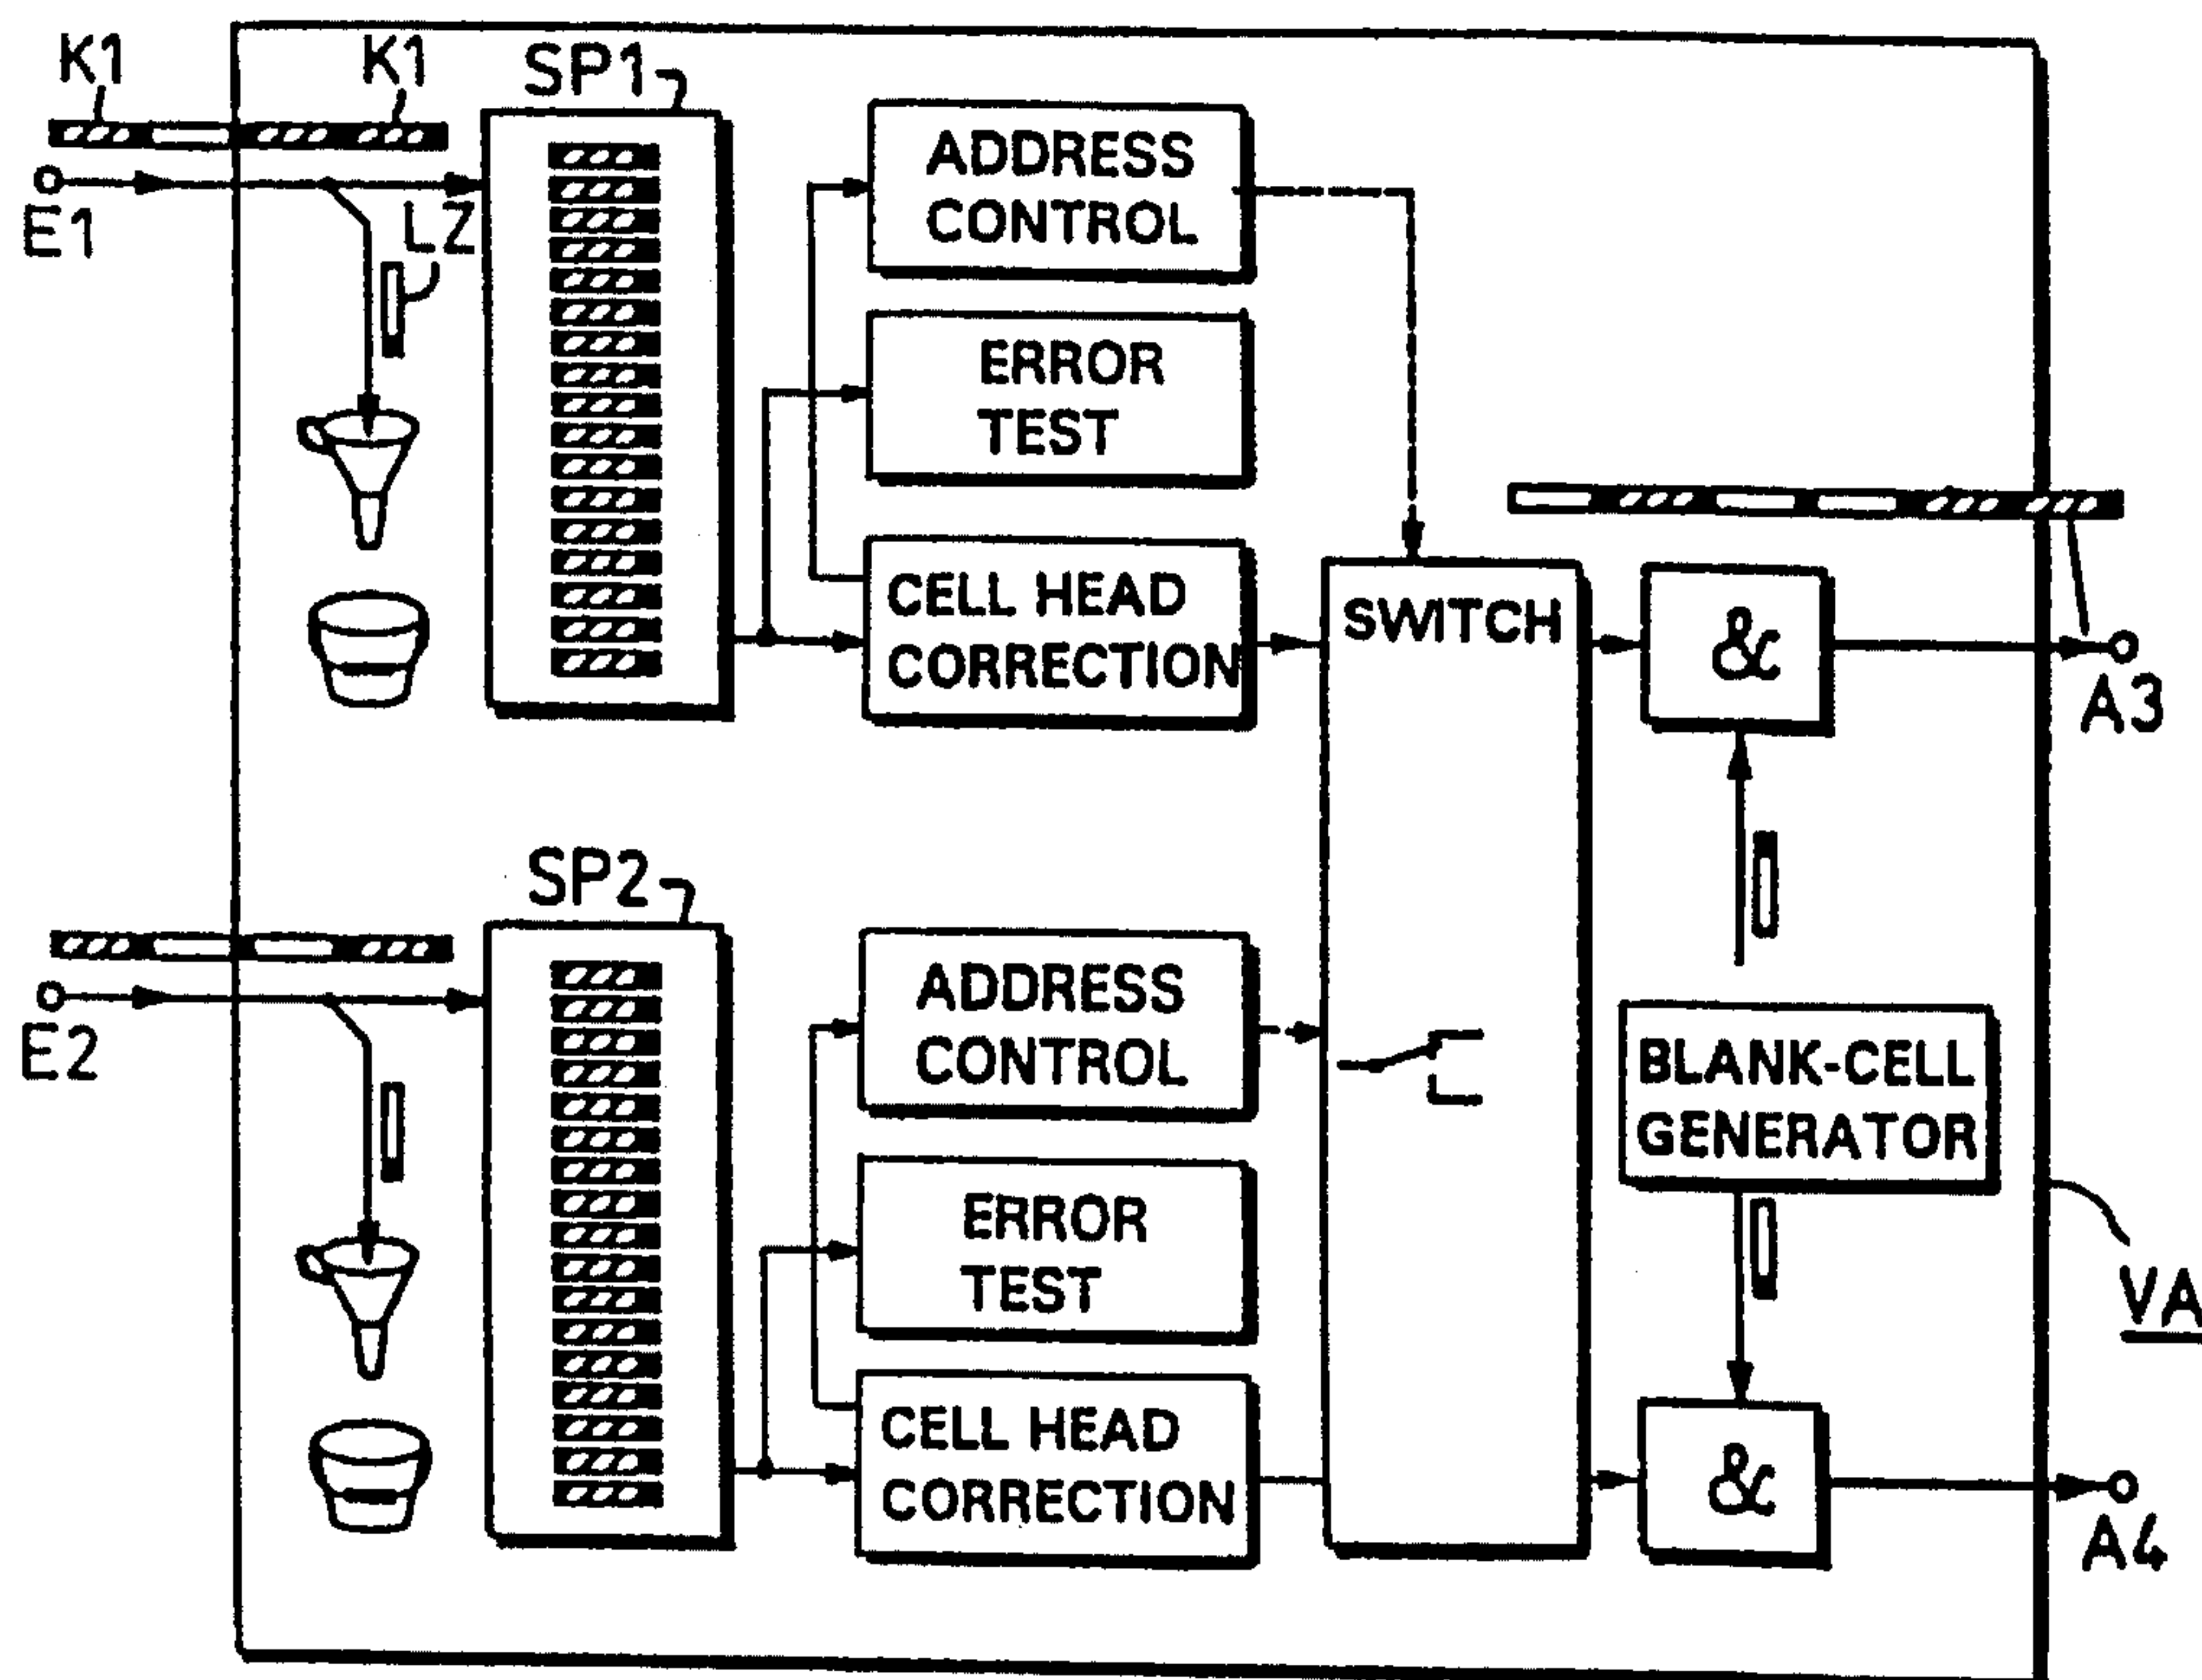 K1
K1
SP1
E1
LZ
ADDRESS
CONTROL
ERROR
TEST
CELL HEAD
CORRECTION
SWITCH
&
A3
SP2
E2
ADDRESS
CONTROL
ERROR
TEST
CELL HEAD
CORRECTION
BLANK-CELL
GENERATOR
VA
&
A4